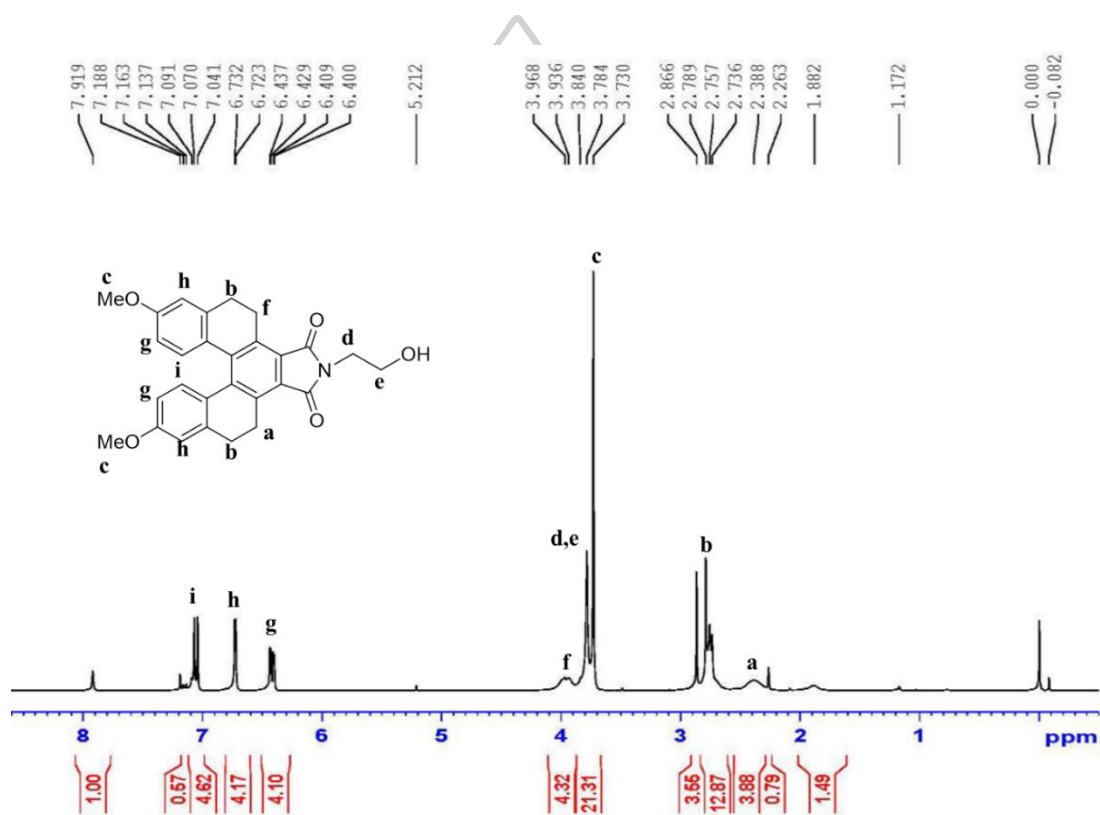 7.919
7.188
7.163
7.137
7.091
7.070
7.041
6.732
6.723
6.437
6.429
6.409
6.400
5.212
3.968
3.936
3.840
3.784
3.730
2.866
2.789
2.757
2.736
2.388
2.263
1.882
1.172
0.000
-0.082
c
c h b
MeO
f
O
d
g
OH
N
i
e
g
O
a
MeO
h b
c
d,e
b
i h
g
f
a
8 7 6 5 4 3 2 1 ppm
1.00
0.57
4.62
4.17
4.10
4.32
21.31
3.55
12.87
3.88
0.79
1.49